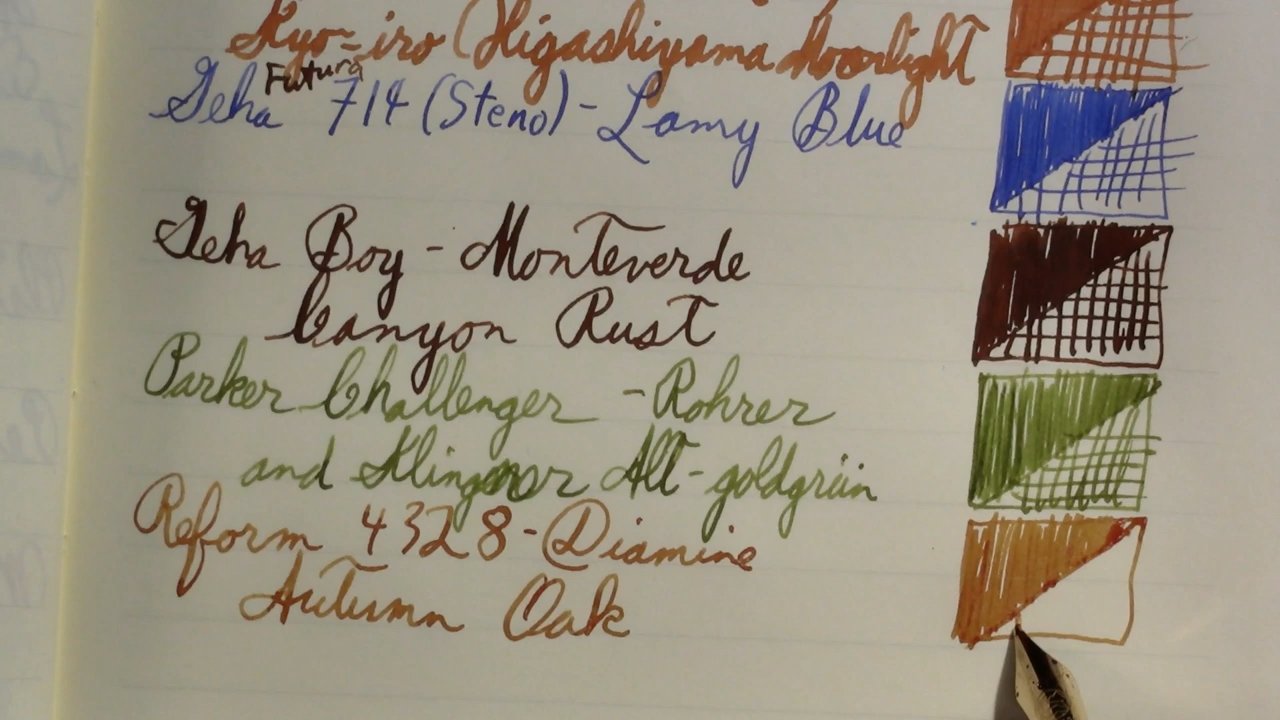 Kyo-iro (Higashiyama Moonlight
Futura
Geha 714 (Steno) - Lamy Blue
Geha Boy - Monteverde
Canyon Rust
Parker Challenger - Rohrer
and Klingner Alt-goldgrün
Reform 4328 - Diamine
Autumn Oak